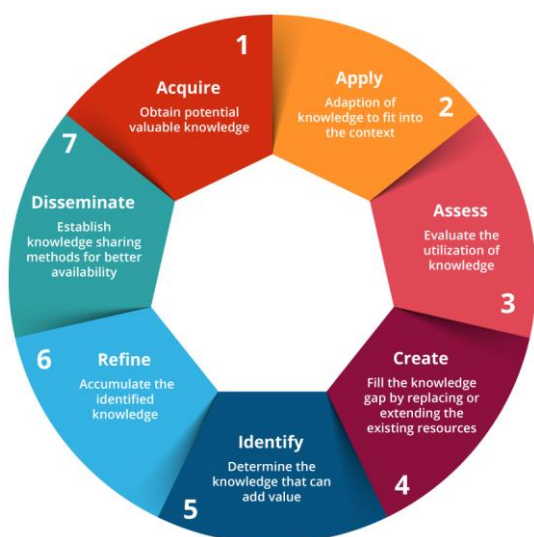 1
Acquire
Obtain potential
valuable knowledge
Apply
2
Adaption of
knowledge to fit into
the context
Assess
Evaluate the
utilization of
knowledge
3
Create
Fill the knowledge
gap by replacing or
extending the
existing resources
4
Identify
Determine the
knowledge that can
add value
5
6
Refine
Accumulate the
identified
knowledge
7
Disseminate
Establish
knowledge sharing
methods for better
availability